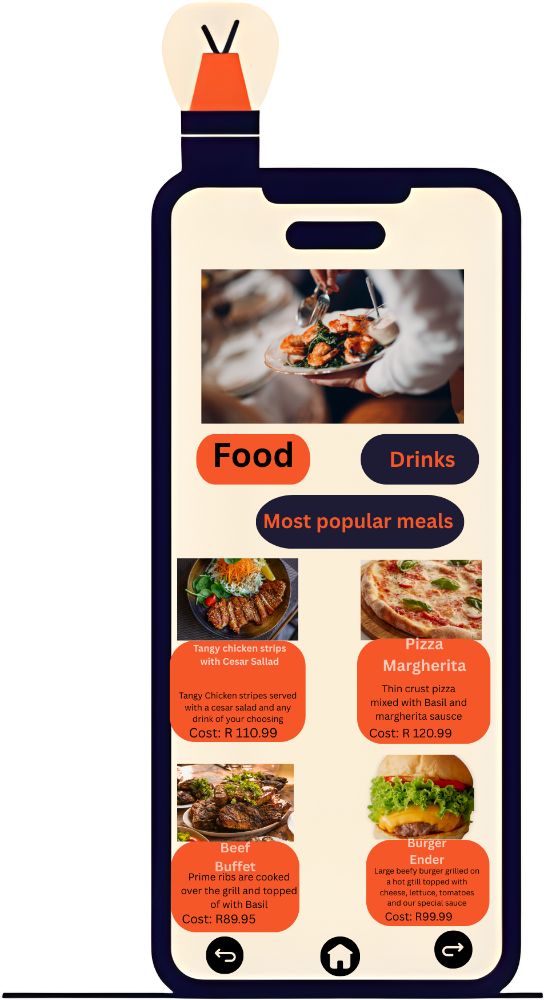 Food
Drinks
Most popular meals
Tangy chicken strips
with Cesar Sallad
Tangy Chicken stripes served
with a cesar salad and any
drink of your choosing
Cost: R 110.99
Pizza
Margherita
Thin crust pizza
mixed with Basil and
margherita sausce
Cost: R 120.99
Beef
Buffet
Prime ribs are cooked
over the grill and topped
of with Basil
Cost: R89.95
Burger
Ender
Large beefy burger grilled on
a hot gtill topped with
cheese, lettuce, tomatoes
and our special sauce
Cost: R99.99